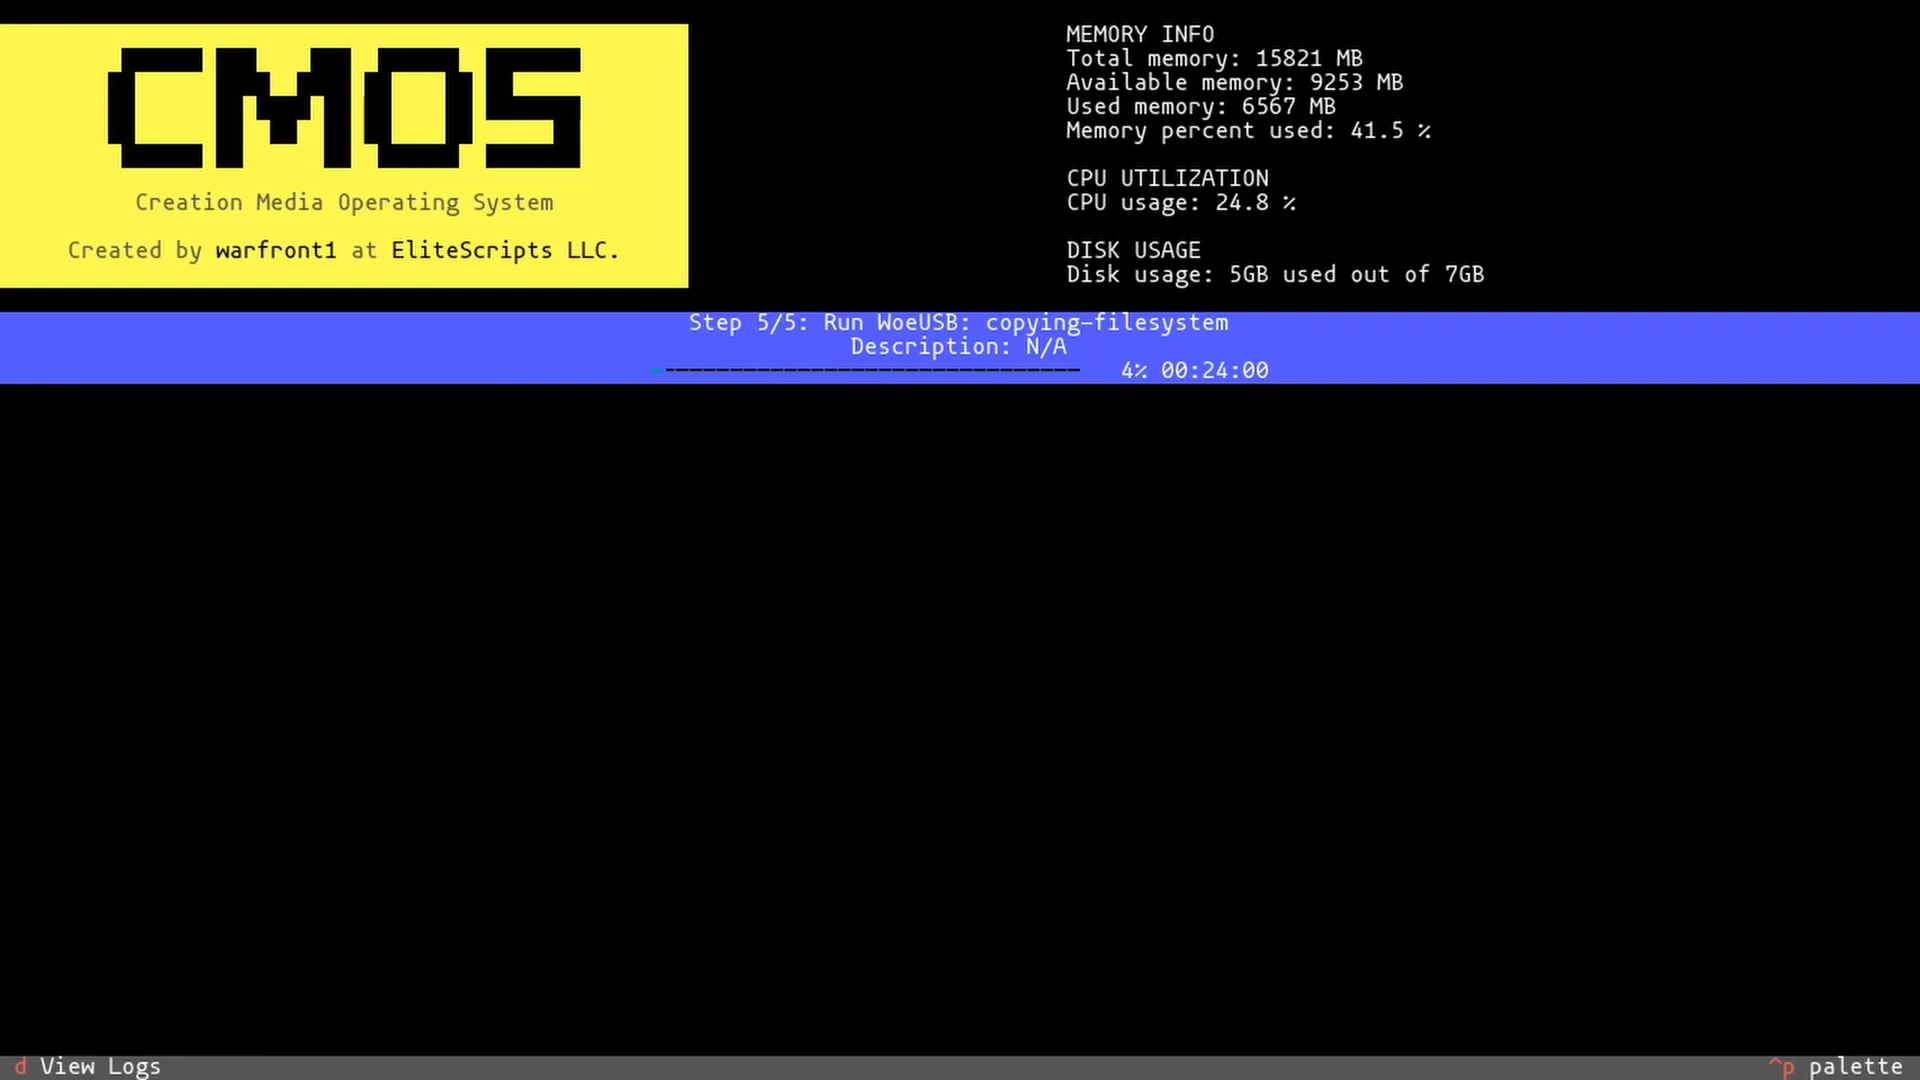 CMOS
Creation Media Operating System
Created by warfront1 at EliteScripts LLC.
MEMORY INFO
Total memory: 15821 MB
Available memory: 9253 MB
Used memory: 6567 MB
Memory percent used: 41.5 %
CPU UTILIZATION
CPU usage: 24.8 %
DISK USAGE
Disk usage: 5GB used out of 7GB
Step 5/5: Run WoeUSB: copying-filesystem
Description: N/A
4% 00:24:00
d View Logs
^p palette